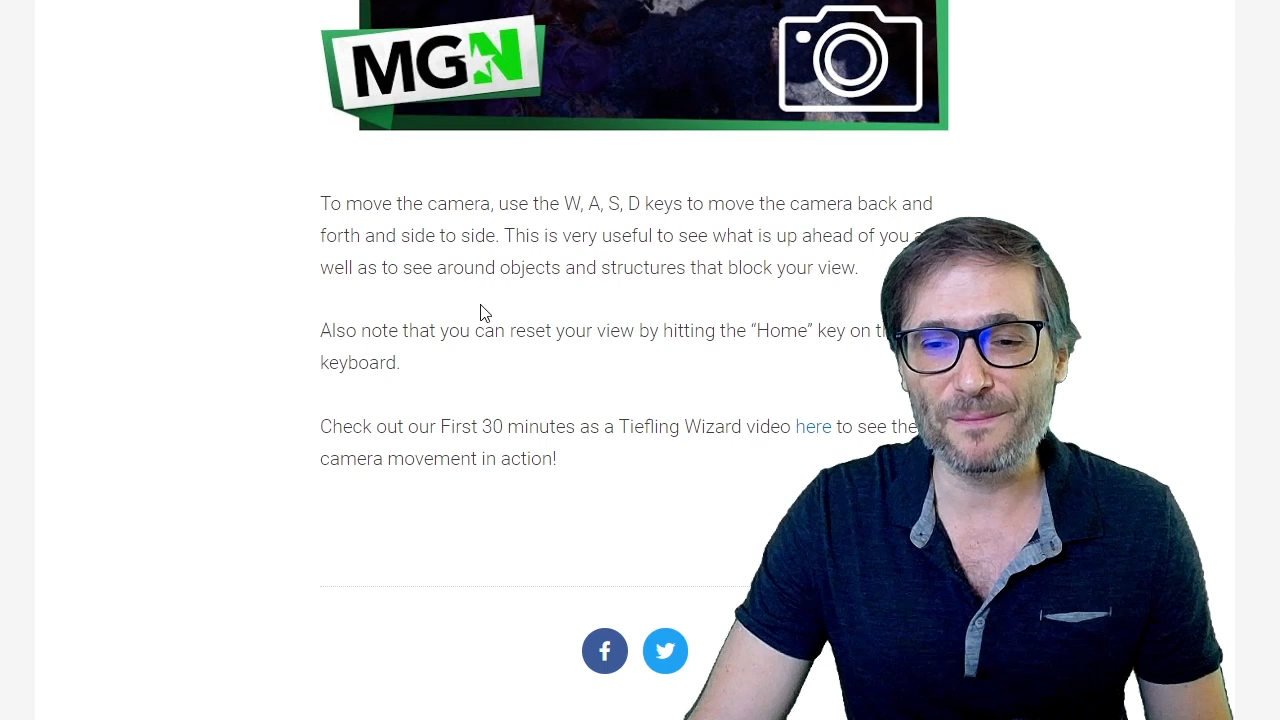 MGN
To move the camera, use the W, A, S, D keys to move the camera back and
forth and side to side. This is very useful to see what is up ahead of you
well as to see around objects and structures that block your view.
Also note that you can reset your view by hitting the “Home” key on
keyboard.
Check out our First 30 minutes as a Tiefling Wizard video here to see the
camera movement in action!